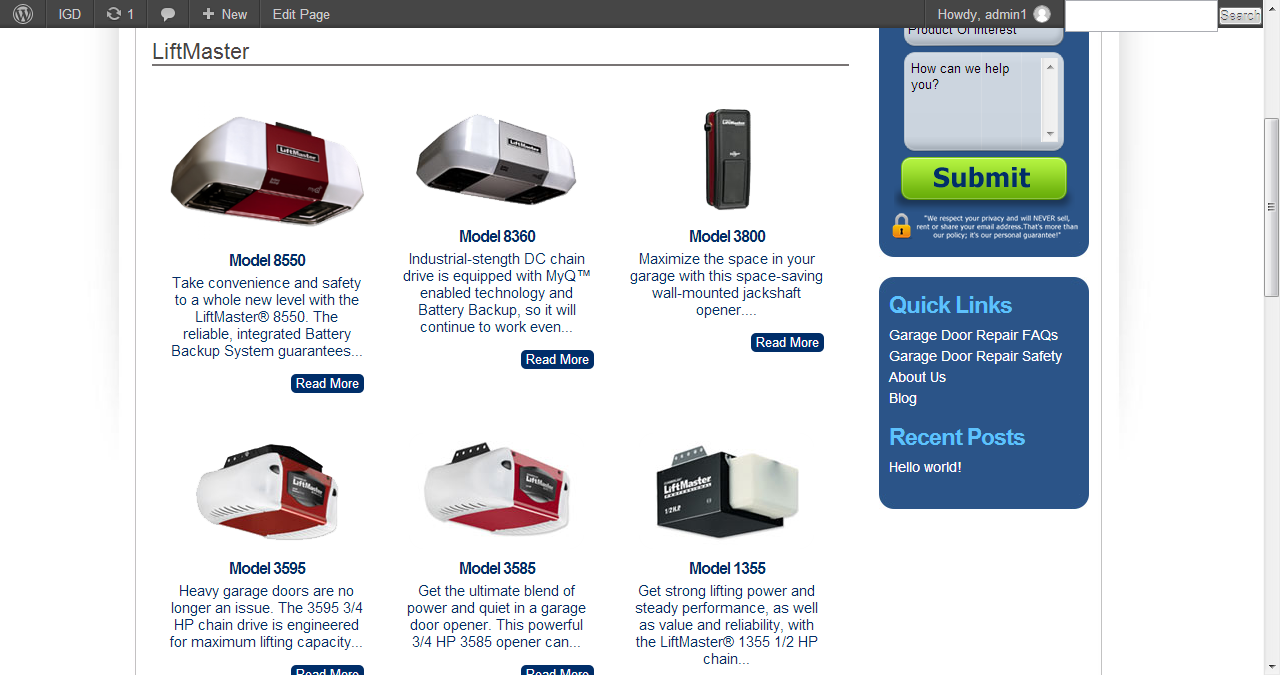 IGD
1
New
Edit Page
Howdy, admin1
Search
LiftMaster
LiftMaster
Model 8550
Take convenience and safety
to a whole new level with the
LiftMaster® 8550. The
reliable, integrated Battery
Backup System guarantees...
Read More
LiftMaster
Model 8360
Industrial-stength DC chain
drive is equipped with MyQ™
enabled technology and
Battery Backup, so it will
continue to work even...
Read More
LiftMaster
Model 3800
Maximize the space in your
garage with this space-saving
wall-mounted jackshaft
opener....
Read More
LiftMaster
Model 3595
Heavy garage doors are no
longer an issue. The 3595 3/4
HP chain drive is engineered
for maximum lifting capacity...
Read More
LiftMaster
Model 3585
Get the ultimate blend of
power and quiet in a garage
door opener. This powerful
3/4 HP 3585 opener can...
Read More
LiftMaster
PROFESSIONAL
1/2 H.P.
Model 1355
Get strong lifting power and
steady performance, as well
as value and reliability, with
the LiftMaster® 1355 1/2 HP
chain...
Product Of Interest
How can we help
you?
Submit
"We respect your privacy and will NEVER sell,
rent or share your email address.That's more than
our policy; it's our personal guarantee!"
Quick Links
Garage Door Repair FAQs
Garage Door Repair Safety
About Us
Blog
Recent Posts
Hello world!